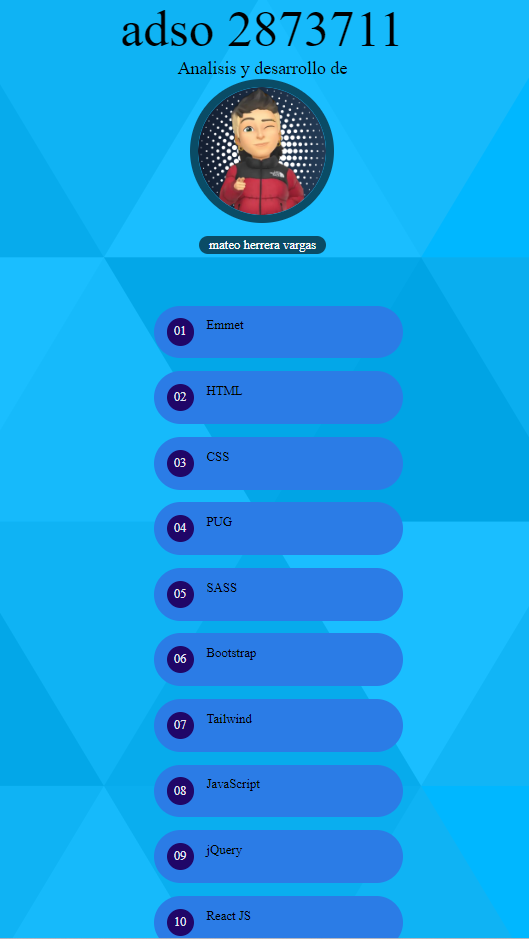 adso 2873711
Analisis y desarrollo de
mateo herrera vargas
01 Emmet
02 HTML
03 CSS
04 PUG
05 SASS
06 Bootstrap
07 Tailwind
08 JavaScript
09 jQuery
10 React JS